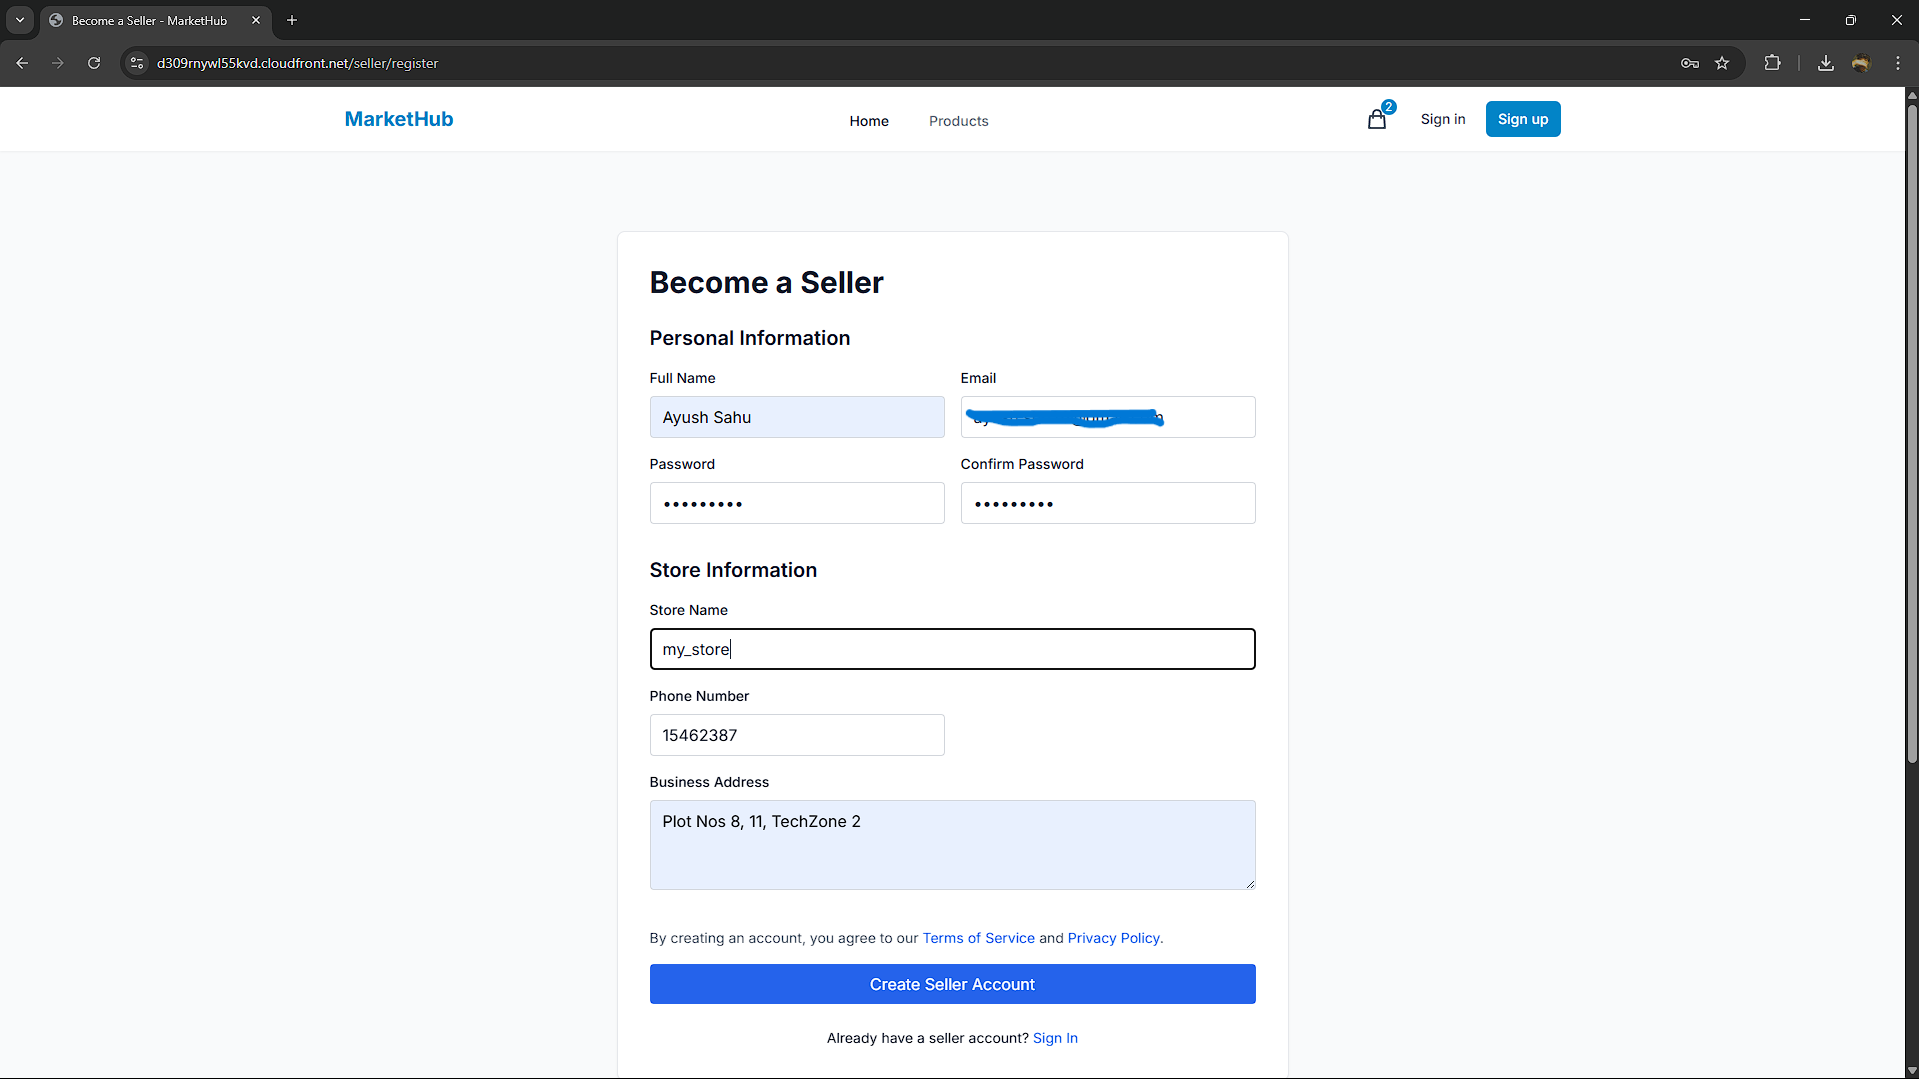 Become a Seller - MarketHub
d309rnywl55kvd.cloudfront.net/seller/register
MarketHub
Home
Products
2
Sign in
Sign up
Become a Seller
Personal Information
Full Name
Email
Ayush Sahu
Password
Confirm Password
•••••••••
•••••••••
Store Information
Store Name
my_store
Phone Number
15462387
Business Address
Plot Nos 8, 11, TechZone 2
By creating an account, you agree to our Terms of Service and Privacy Policy.
Create Seller Account
Already have a seller account? Sign In